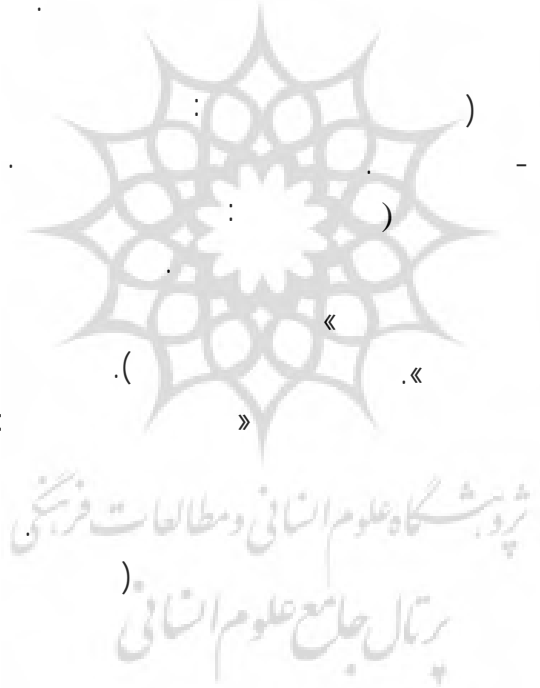 پژوهشگاه علوم انسانی و مطالعات فرهنگی
پرتال جامع علوم انسانی